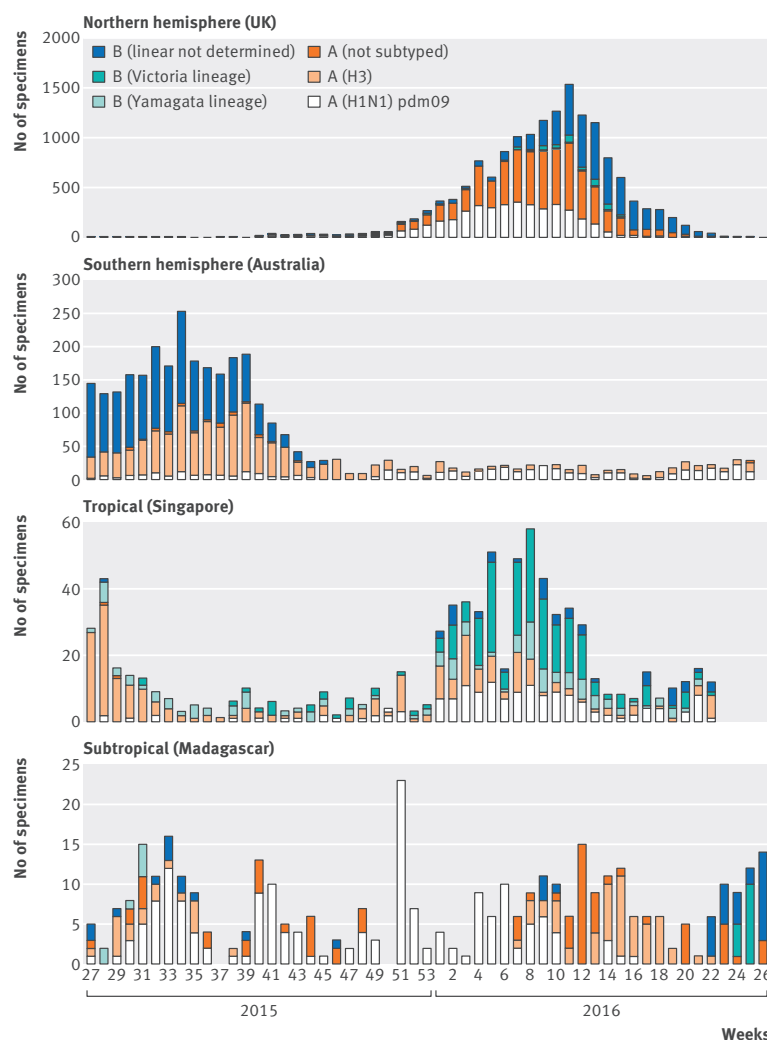 Northern hemisphere (UK)
No of specimens
2000
1500
1000
500
0
B (linear not determined)
B (Victoria lineage)
B (Yamagata lineage)
A (not subtyped)
A (H3)
A (H1N1) pdm09
Southern hemisphere (Australia)
No of specimens
300
250
200
150
100
50
0
Tropical (Singapore)
No of specimens
60
40
20
0
Subtropical (Madagascar)
No of specimens
25
20
15
10
5
0
27 29 31 33 35 37 39 41 43 45 47 49 51 53 2 4 6 8 10 12 14 16 18 20 22 24 26
2015 2016
Weeks